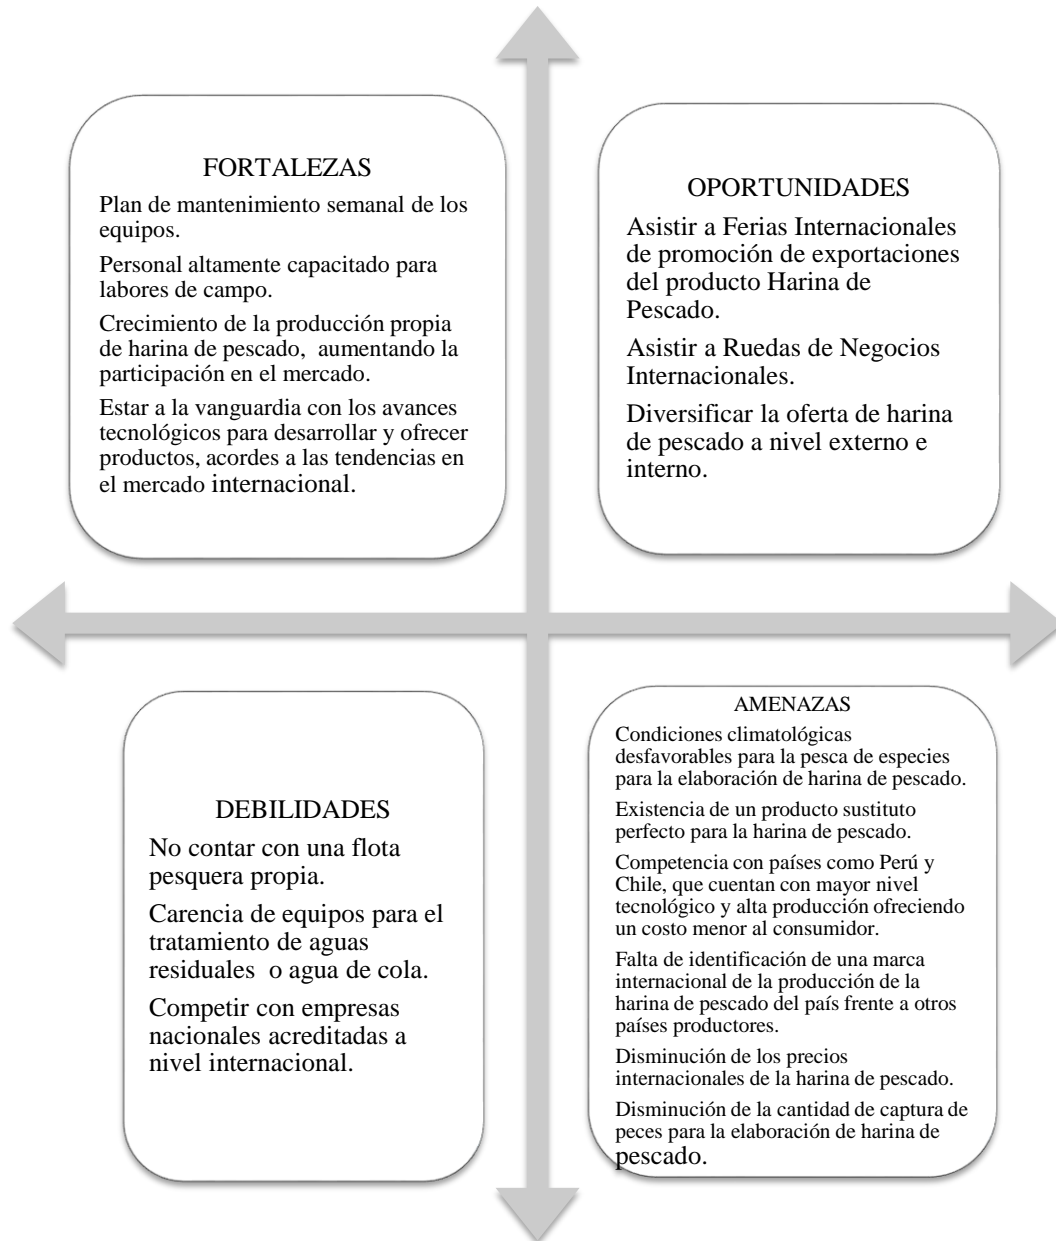 FORTALEZAS
Plan de mantenimiento semanal de los
equipos.
Personal altamente capacitado para
labores de campo.
Crecimiento de la producción propia
de harina de pescado,  aumentando la
participación en el mercado.
Estar a la vanguardia con los avances
tecnológicos para desarrollar y ofrecer
productos, acordes a las tendencias en
el mercado internacional.
OPORTUNIDADES
Asistir a Ferias Internacionales
de promoción de exportaciones
del producto Harina de
Pescado.
Asistir a Ruedas de Negocios
Internacionales.
Diversificar la oferta de harina
de pescado a nivel externo e
interno.
DEBILIDADES
No contar con una flota
pesquera propia.
Carencia de equipos para el
tratamiento de aguas
residuales  o agua de cola.
Competir con empresas
nacionales acreditadas a
nivel internacional.
AMENAZAS
Condiciones climatológicas
desfavorables para la pesca de especies
para la elaboración de harina de pescado.
Existencia de un producto sustituto
perfecto para la harina de pescado.
Competencia con países como Perú y
Chile, que cuentan con mayor nivel
tecnológico y alta producción ofreciendo
un costo menor al consumidor.
Falta de identificación de una marca
internacional de la producción de la
harina de pescado del país frente a otros
países productores.
Disminución de los precios
internacionales de la harina de pescado.
Disminución de la cantidad de captura de
peces para la elaboración de harina de
pescado.